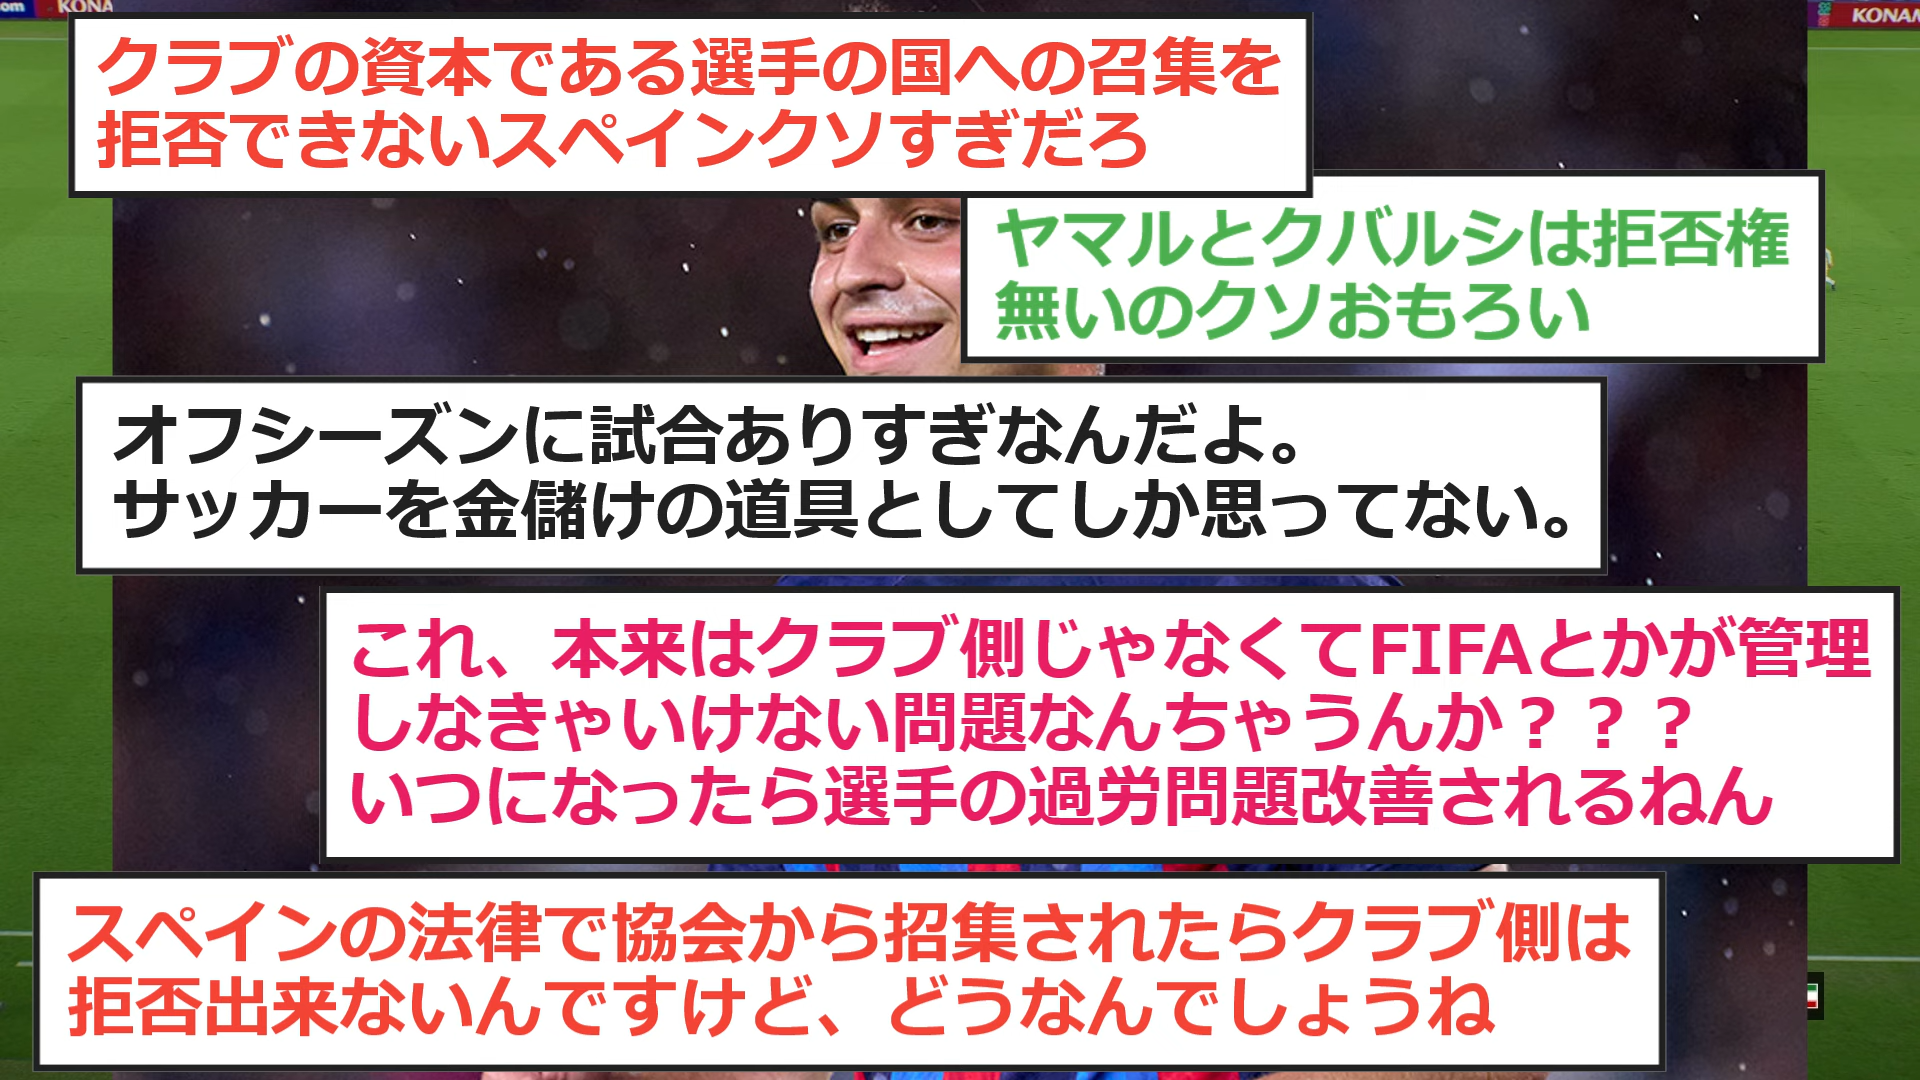 om KONA
KONA
クラブの資本である選手の国への召集を
拒否できないスペインクソすぎだろ
ヤマルとクバルシは拒否権
無いのクソおもろい
オフシーズンに試合ありすぎなんだよ。
サッカーを金儲けの道具としてしか思ってない。
これ、本来はクラブ側じゃなくてFIFAとかが管理
しなきゃいけない問題なんちゃうんか？？？
いつになったら選手の過労問題改善されるねん
スペインの法律で協会から招集されたらクラブ側は
拒否出来ないんですけど、どうなんでしょうね